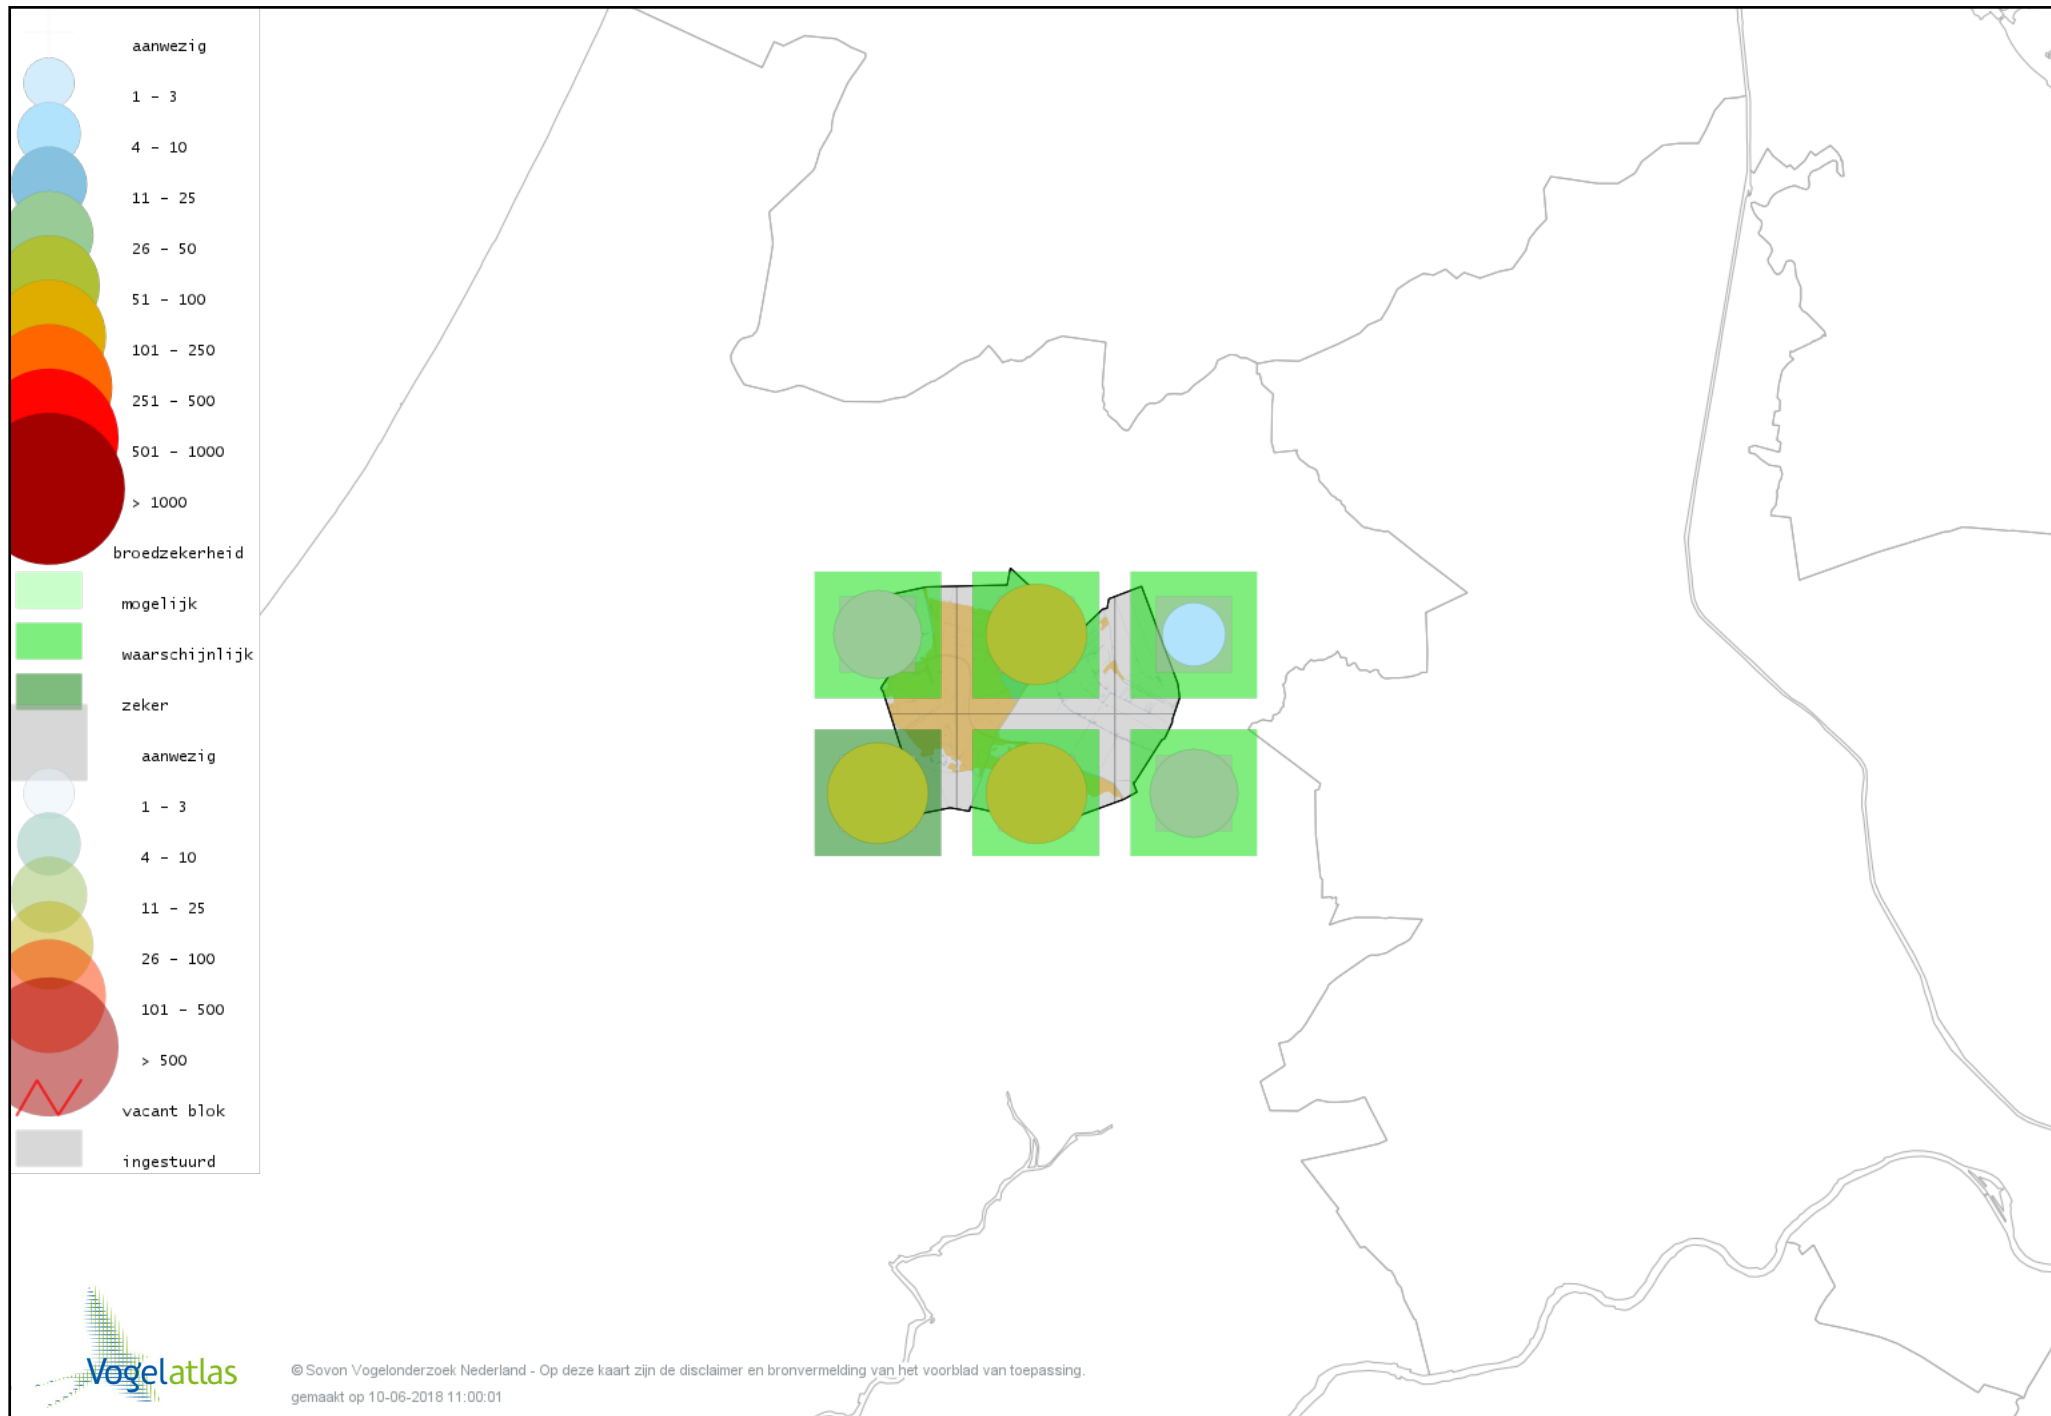 aanwezig
1 - 3
4 - 10
11 - 25
26 - 50
51 - 100
101 - 250
251 - 500
501 - 1000
> 1000
broedzekerheid
mogelijk
waarschijnlijk
zeker
aanwezig
1 - 3
4 - 10
11 - 25
26 - 100
101 - 500
> 500
vacant blok
ingestuurd
Vogelatlas
© Sovon Vogelonderzoek Nederland - Op deze kaart zijn de disclaimer en bronvermelding van het voorblad van toepassing.
gemaakt op 10-06-2018 11:00:01